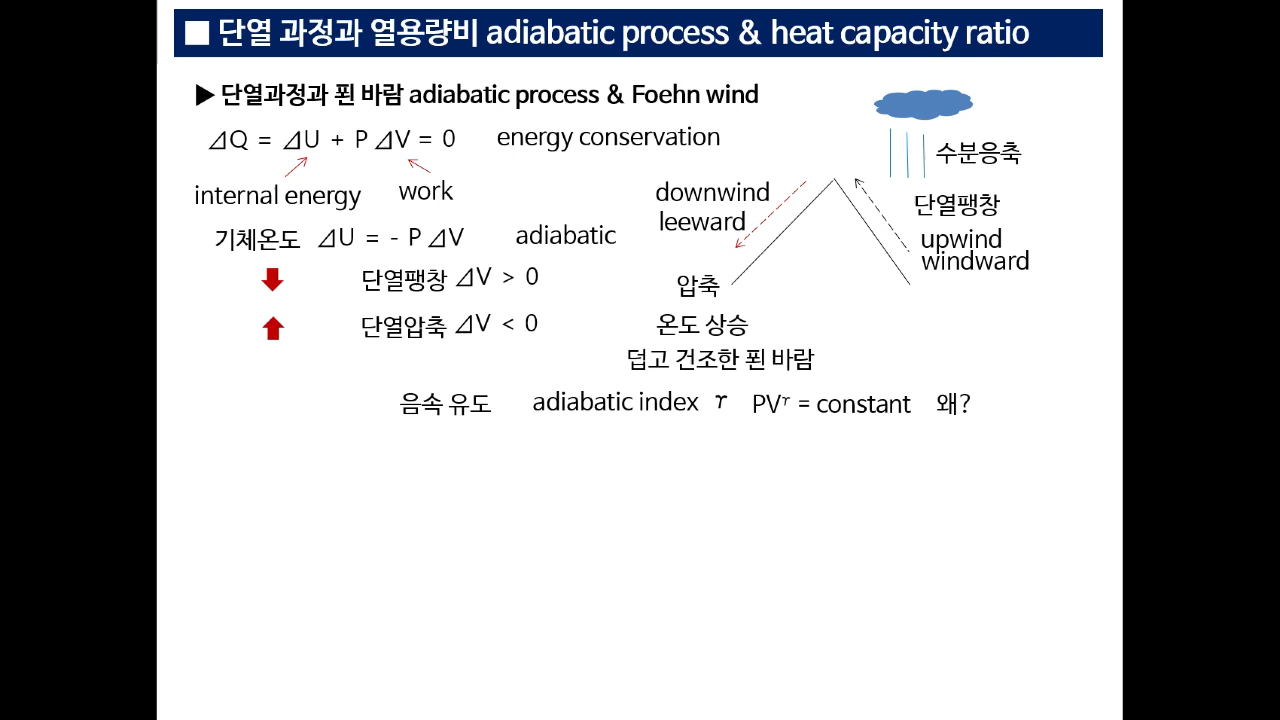 ■ 단열 과정과 열용량비 adiabatic process & heat capacity ratio
▶ 단열과정과 푄 바람 adiabatic process & Foehn wind
⊿Q = ⊿U + P ⊿V = 0 energy conservation
internal energy
work
기체온도 ⊿U = - P ⊿V adiabatic
단열팽창 ⊿V > 0
단열압축 ⊿V < 0
수분응축
downwind
leeward
단열팽창
upwind
windward
압축
온도 상승
덥고 건조한 푄 바람
음속 유도 adiabatic index ϒ PV^ϒ = constant 왜?